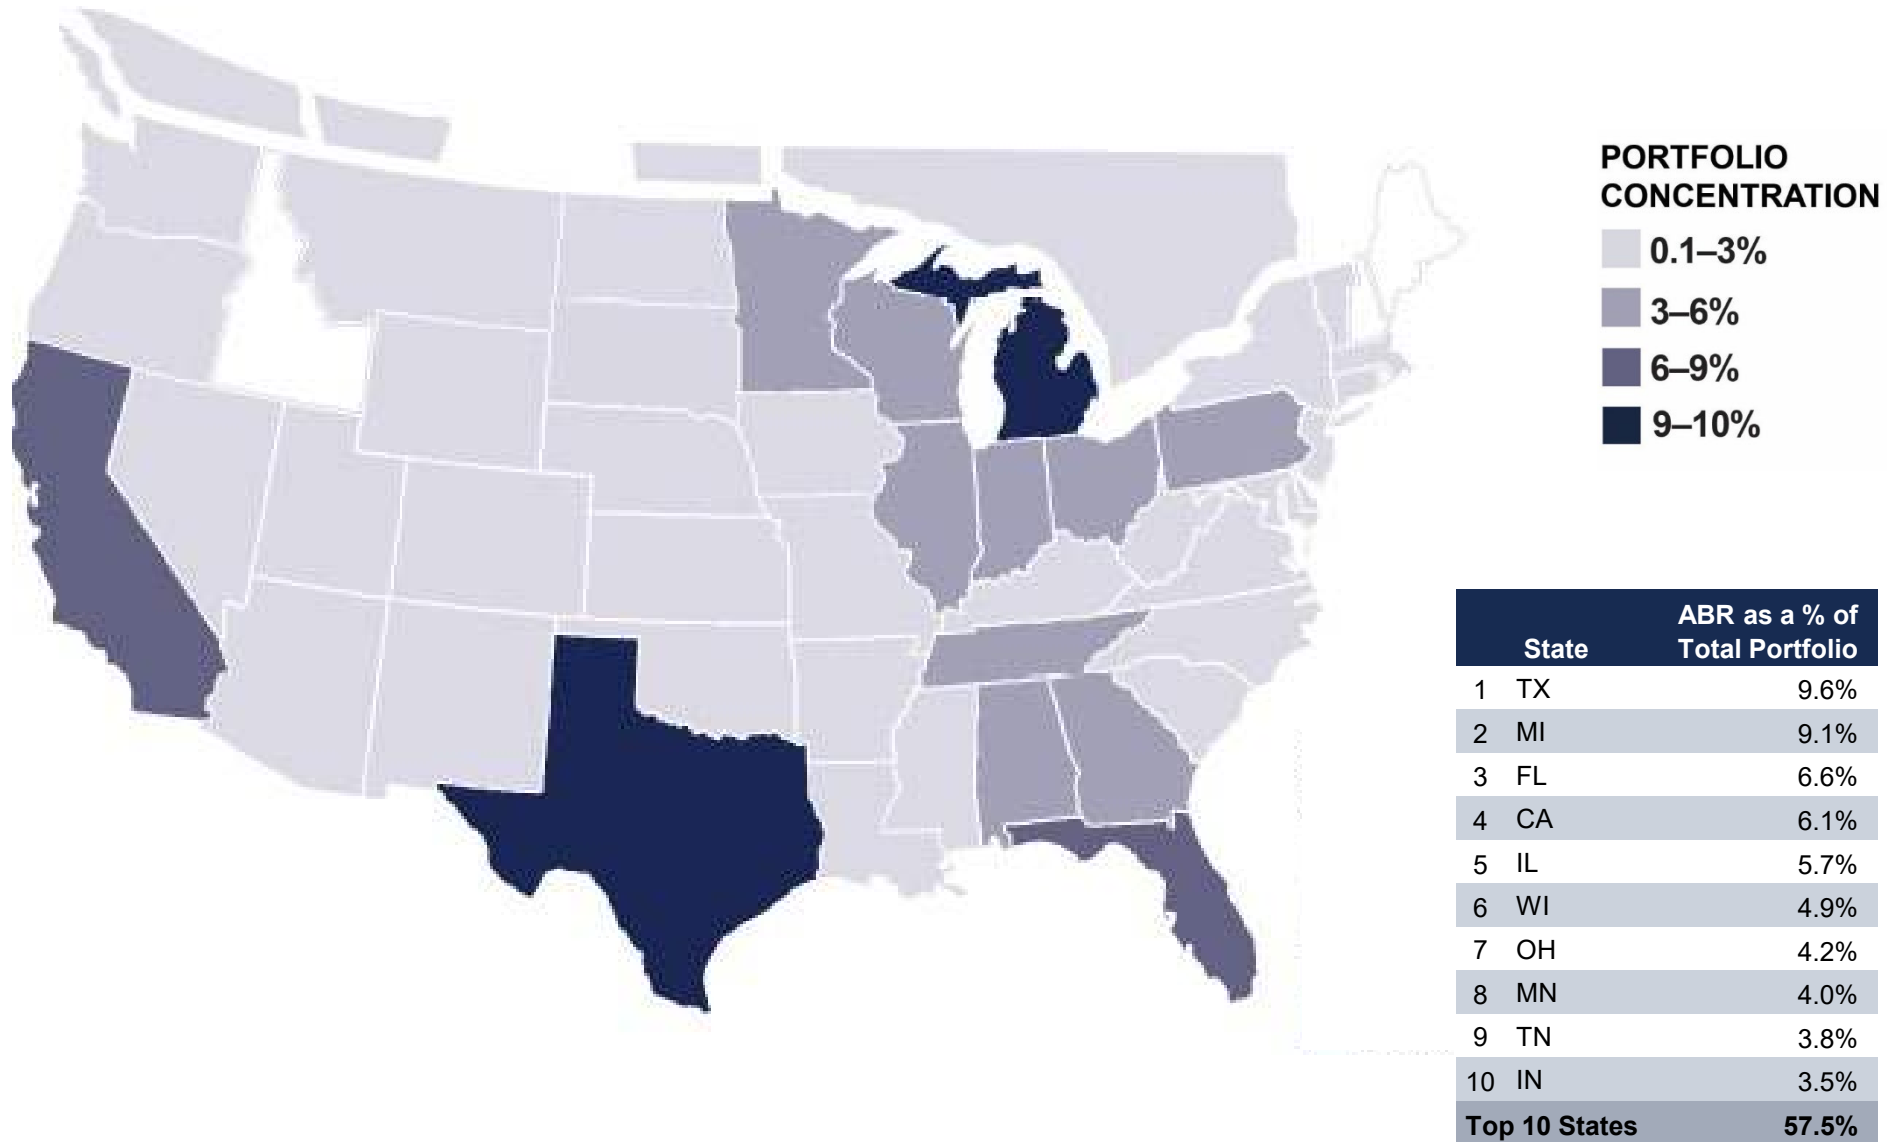 PORTFOLIO
CONCENTRATION
0.1–3%
3–6%
6–9%
9–10%
State ABR as a % of
Total Portfolio
1 TX 9.6%
2 MI 9.1%
3 FL 6.6%
4 CA 6.1%
5 IL 5.7%
6 WI 4.9%
7 OH 4.2%
8 MN 4.0%
9 TN 3.8%
10 IN 3.5%
Top 10 States 57.5%